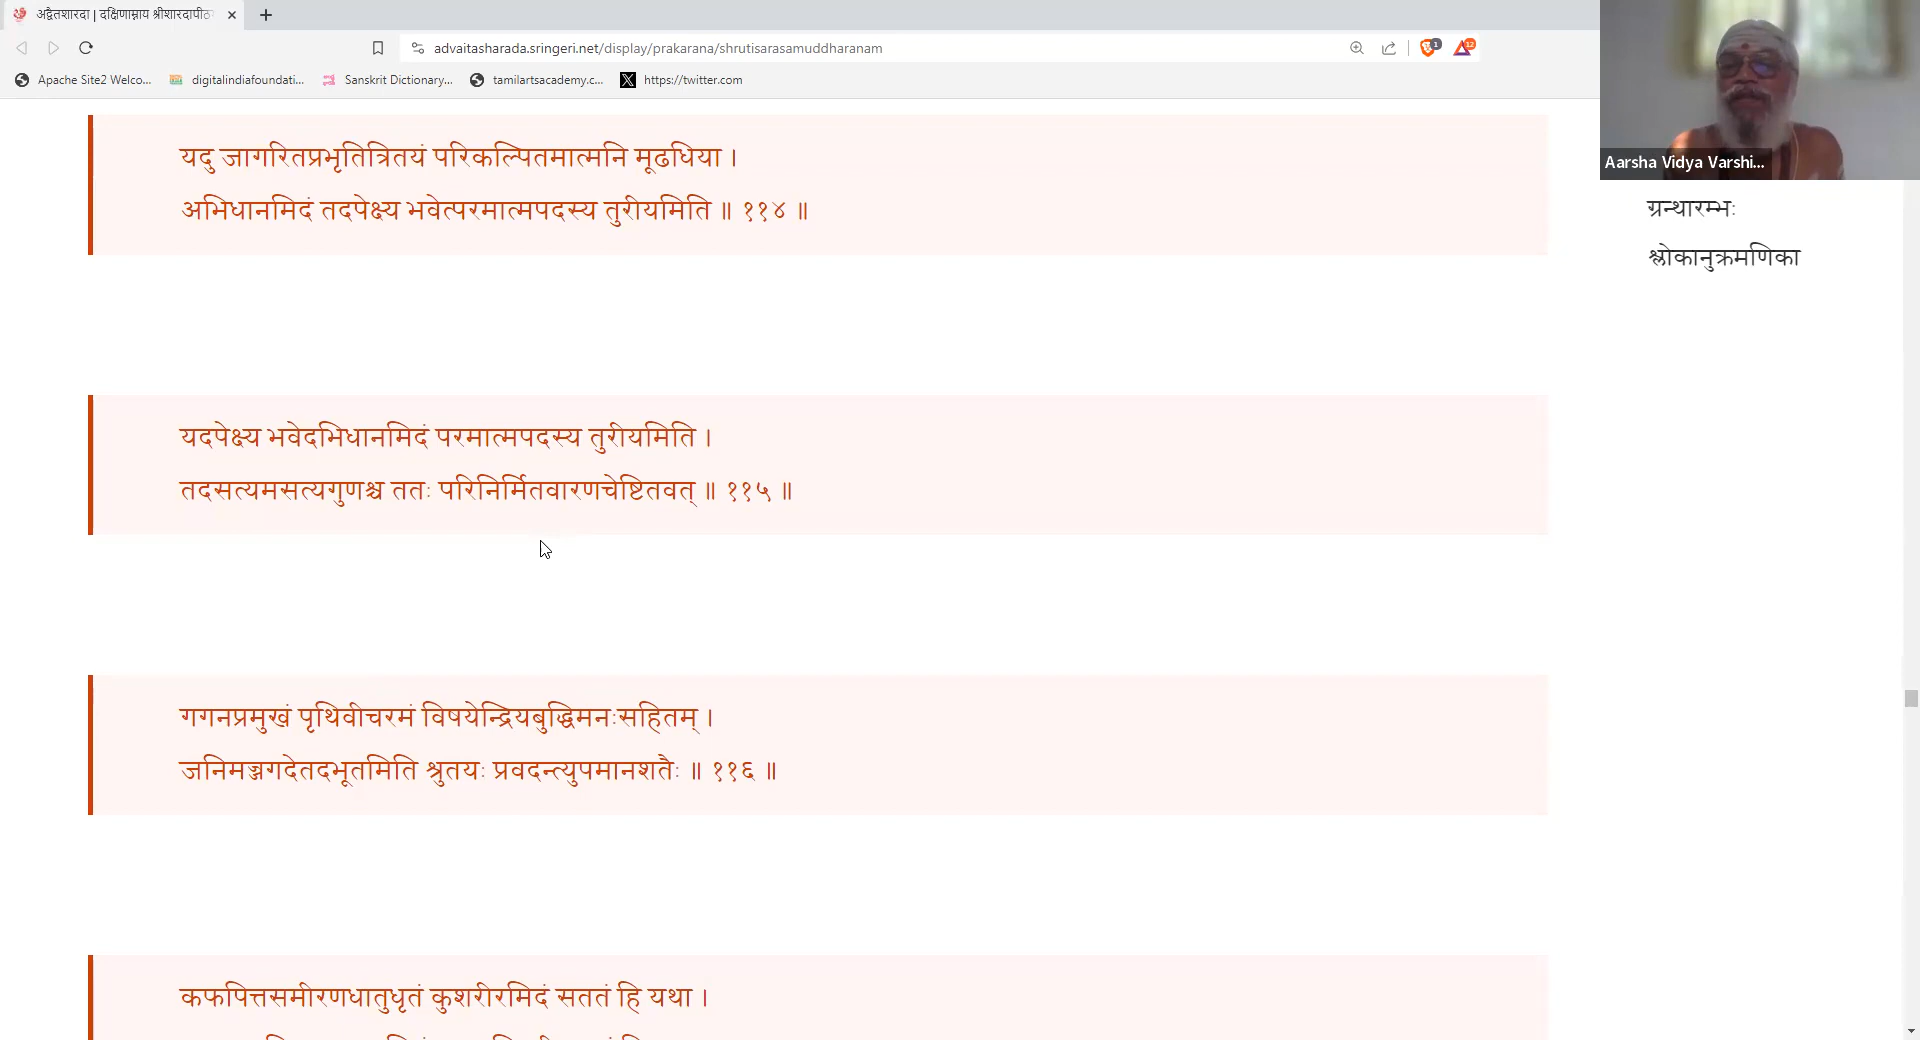 अद्वैतशारदा | दक्षिणाम्नाय श्रीशारदापीठ
advaitasharada.sringeri.net/display/prakarana/shrutisarasamuddharanam
1
12
Apache Site2 Welco... digitalindiafoundati... Sanskrit Dictionary... tamilartsacademy.c... https://twitter.com
Aarsha Vidya Varshi...
यदु जागरितप्रभृतित्रितयं परिकल्पितमात्मनि मूढधिया ।
अभिधानमिदं तदपेक्ष्य भवेत्परमात्मपदस्य तुरीयमिति ॥ ११४ ॥
ग्रन्थारम्भः
श्लोकानुक्रमणिका
यदपेक्ष्य भवेदभिधानमिदं परमात्मपदस्य तुरीयमिति ।
तदसत्यमसत्यगुणश्च ततः परिनिर्मितवारणचेष्टितवत् ॥ ११५ ॥
गगनप्रमुखं पृथिवीचरमं विषयेन्द्रियबुद्धिमनःसहितम् ।
जनिमज्जगदेतदभूतमिति श्रुतयः प्रवदन्त्युपमानशतैः ॥ ११६ ॥
कफपित्तसमीरणधातुधृतं कुशरीरमिदं सततं हि यथा ।